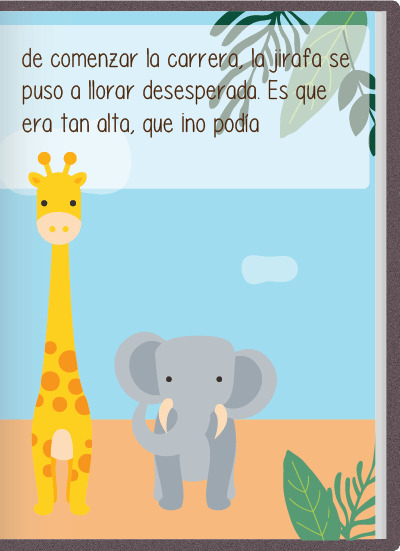 de comenzar la carrera, la jirafa se
puso a llorar desesperada. Es que
era tan alta, que ¡no podía